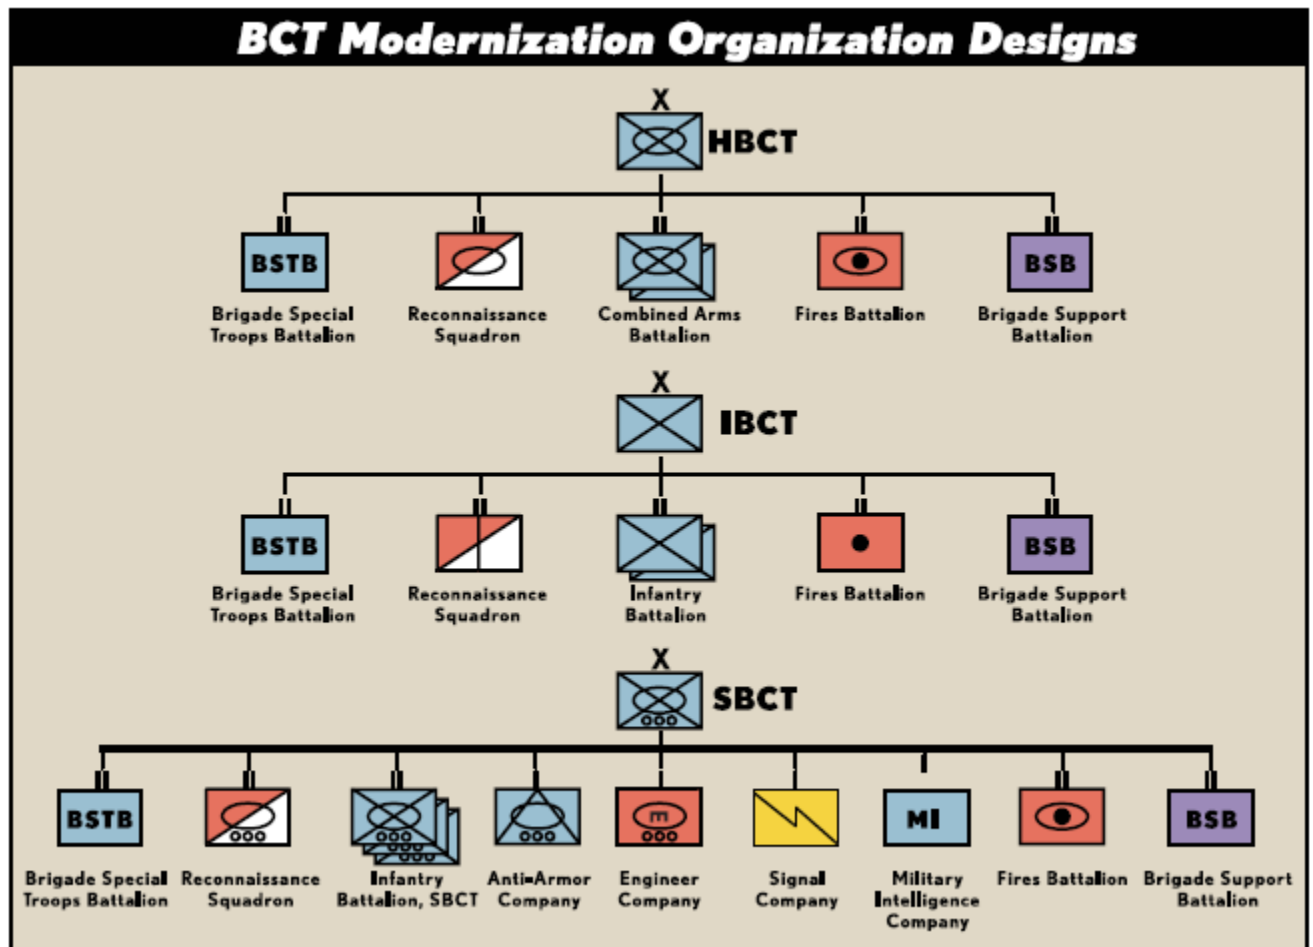 BCT Modernization Organization Designs
X
HBCT
BSTB
BSB
Brigade Special
Troops Battalion
Reconnaissance
Squadron
Combined Arms
Battalion
Fires Battalion
Brigade Support
Battalion
X
IBCT
BSTB
BSB
Brigade Special
Troops Battalion
Reconnaissance
Squadron
Infantry
Battalion
Fires Battalion
Brigade Support
Battalion
X
SBCT
BSTB
E
MI
BSB
Brigade Special
Troops Battalion
Reconnaissance
Squadron
Infantry
Battalion, SBCT
Anti-Armor
Company
Engineer
Company
Signal
Company
Military
Intelligence
Company
Fires Battalion
Brigade Support
Battalion